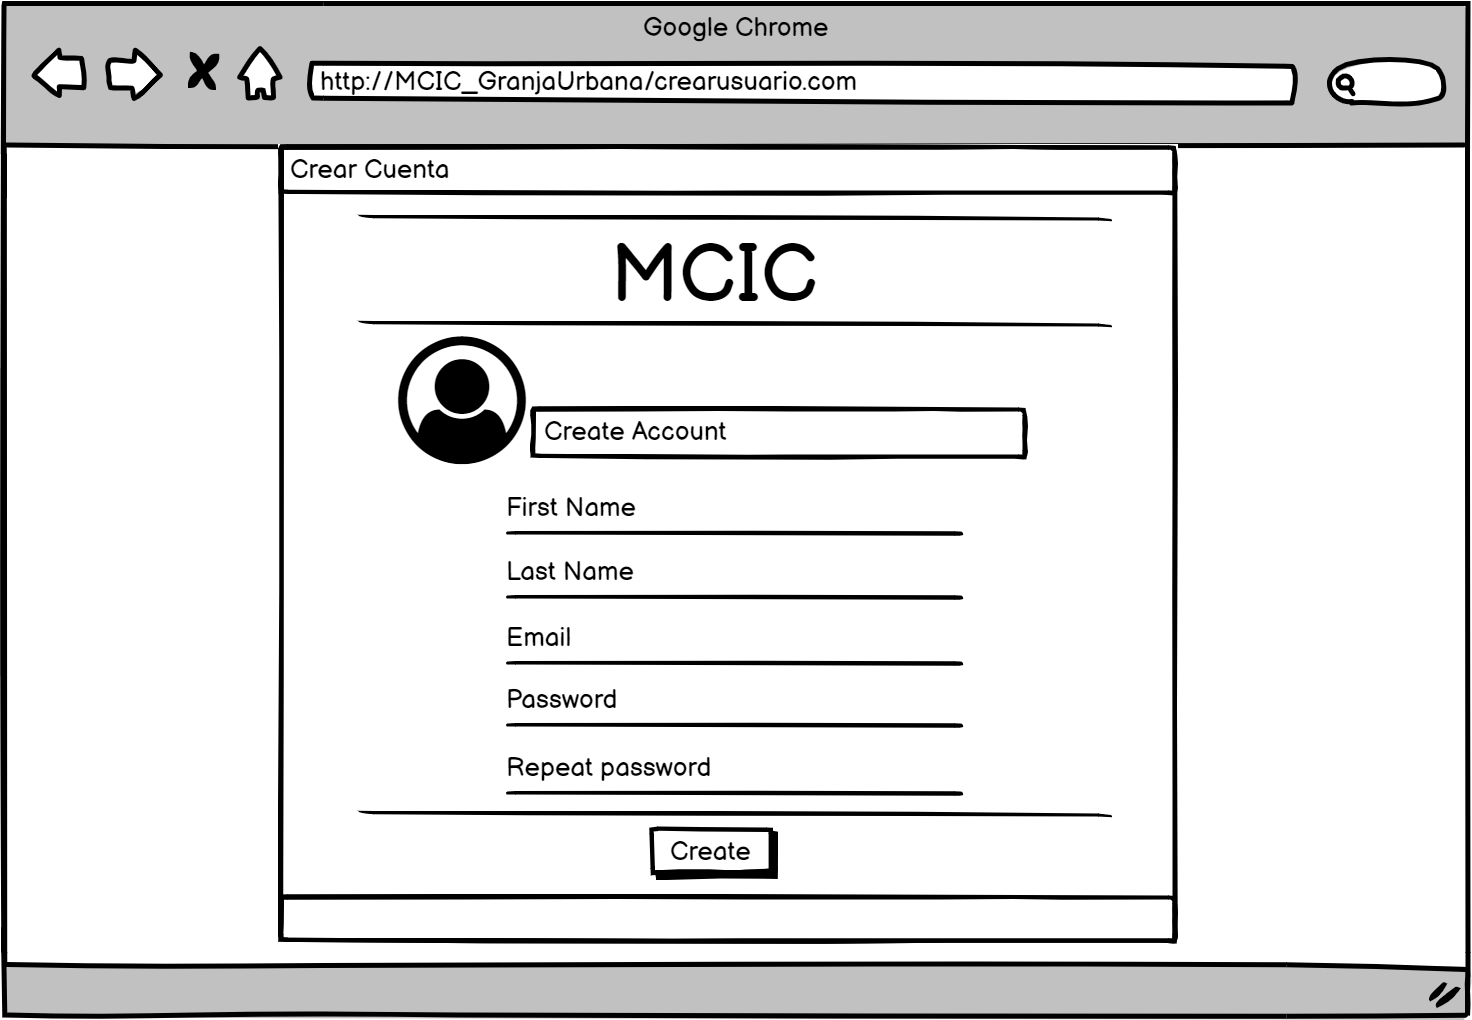 Google Chrome
http://MCIC_GranjaUrbana/crearusuario.com
Crear Cuenta
MCIC
Create Account
First Name
Last Name
Email
Password
Repeat password
Create